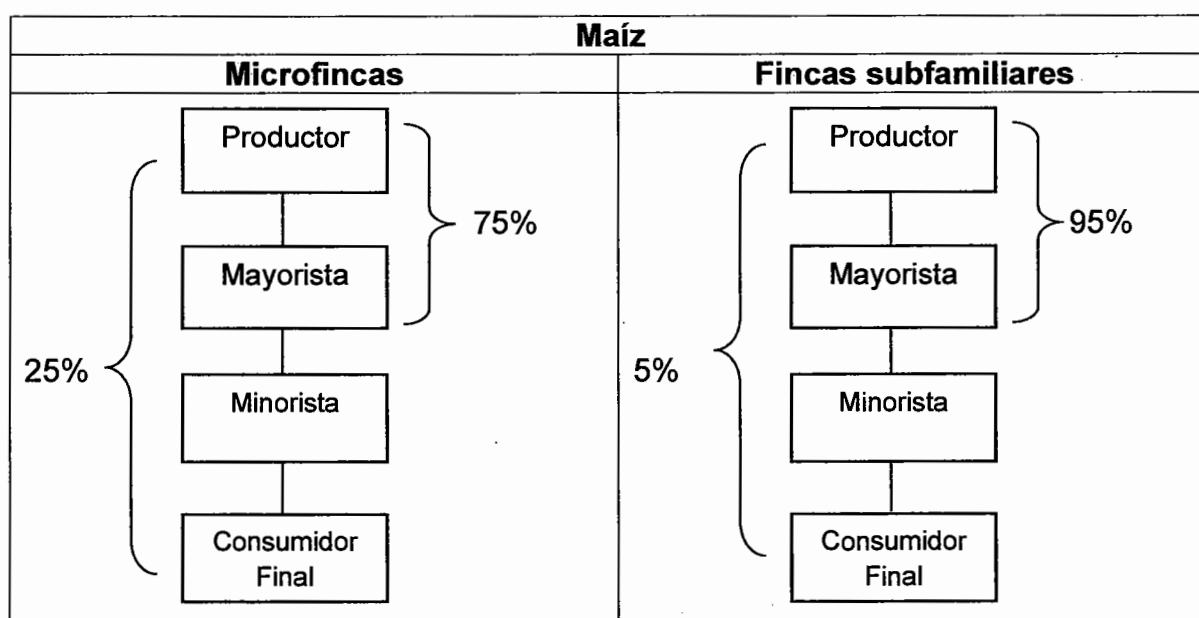 Maíz
Microfincas
Fincas subfamiliares
Productor
75%
Mayorista
25%
Minorista
Consumidor
Final
Productor
95%
Mayorista
5%
Minorista
Consumidor
Final